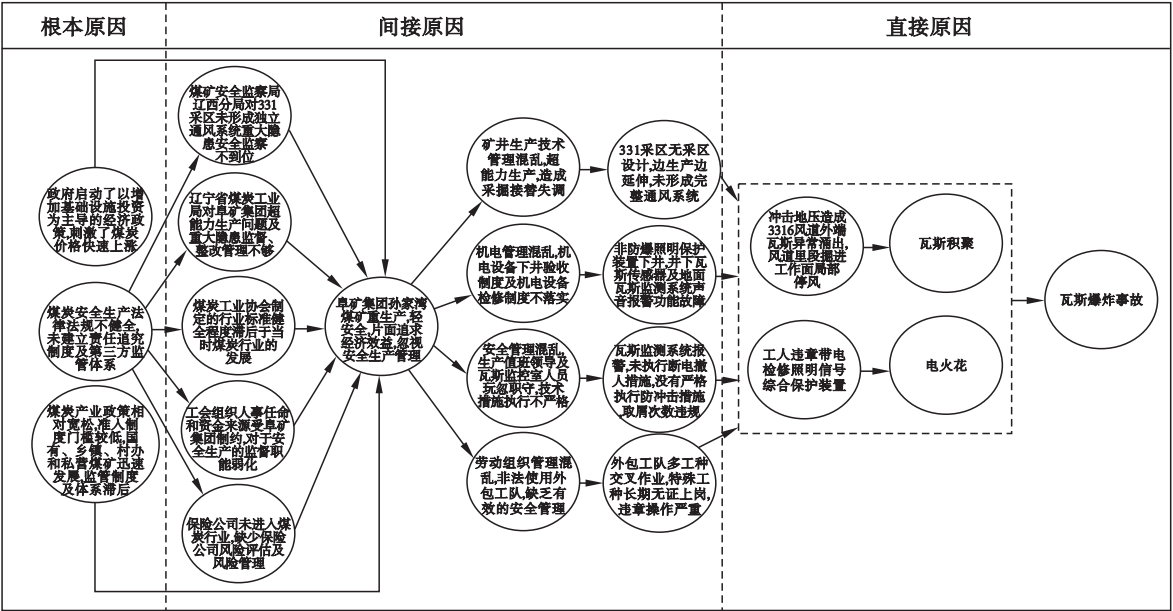 根本原因
间接原因
直接原因
政府启动了以增
加基础设施投资
为主导的经济政
策,刺激了煤炭
价格快速上涨
煤炭安全生产法
律法规不健全,
未建立责任追究
制度及第三方监
管体系
煤炭产业政策相
对宽松,准入制
度门槛较低,国
有、乡镇、村办
和私营煤矿迅速
发展,监管制度
及体系滞后
煤矿安全监察局
辽西分局对331
采区未形成独立
通风系统重大隐
患安全监察
不到位
辽宁省煤炭工业
局对阜矿集团超
能力生产问题及
重大隐患监督、
整改管理不够
煤炭工业协会制
定的行业标准健
全程度滞后于当
时煤炭行业的
发展
工会组织人事任命
和资金来源受阜矿
集团制约,对于安
全生产的监督职
能弱化
保险公司未进入煤
炭行业,缺少保险
公司风险评估及
风险管理
阜矿集团孙家湾
煤矿重生产,轻
安全,片面追求
经济效益,忽视
安全生产管理
矿井生产技术
管理混乱,超
能力生产,造成
采掘接替失调
机电管理混乱,机
电设备下井验收
制度及机电设备
检修制度不落实
安全管理混乱,
生产值班领导及
瓦斯监控室人员
玩忽职守,技术
措施执行不严格
劳动组织管理混
乱,非法使用外
包工队,缺乏有
效的安全管理
331采区无采区
设计,边生产边
延伸,未形成完
整通风系统
非防爆照明保护
装置下井,井下瓦
斯传感器及地面
瓦斯监测系统声
音报警功能故障
瓦斯监测系统报
警,未执行断电撤
人措施,没有严格
执行防冲击措施,
取屑次数违规
外包工队多工种
交叉作业,特殊工
种长期无证上岗,
违章操作严重
冲击地压造成
3316风道外端
瓦斯异常涌出,
风道里段掘进
工作面局部
停风
瓦斯积聚
工人违章带电
检修照明信号
综合保护装置
电火花
瓦斯爆炸事故